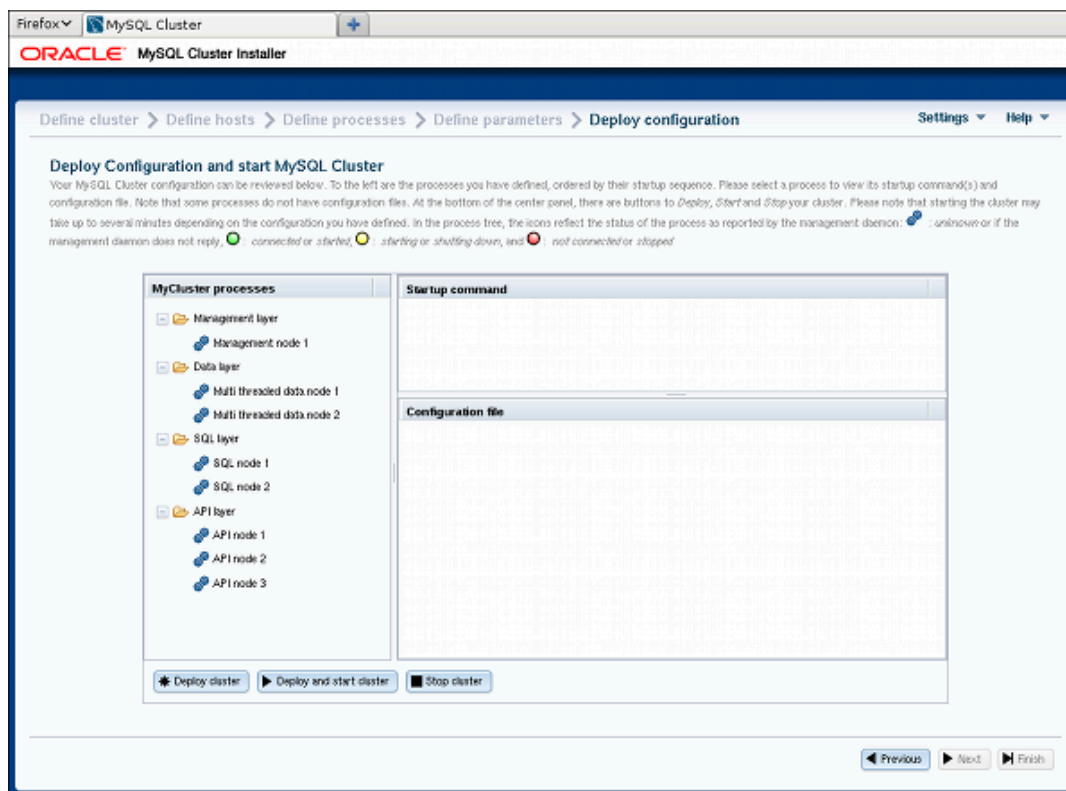 Firefox
MySQL Cluster
ORACLE MySQL Cluster Installer
Define cluster Define hosts Define processes Define parameters Deploy configuration Settings Help
Deploy Configuration and start MySQL Cluster
Your MySQL Cluster configuration can be reviewed below. To the left are the processes you have defined, ordered by their startup sequence. Please select a process to view its startup command(s) and
configuration file. Note that some processes do not have configuration files. At the bottom of the center panel, there are buttons to Deploy, Start and Stop your cluster. Please note that starting the cluster may
take up to several minutes depending on the configuration you have defined. In the process tree, the icons reflect the status of the process as reported by the management daemon: : unknown or if the
management daemon does not reply, : connected or started, : starting or shutting down, and : not connected or stopped
MyCluster processes
Startup command
Management layer
Management node 1
Data layer
Multi threaded data node 1
Multi threaded data node 2
Configuration file
SQL layer
SQL node 1
SQL node 2
API layer
API node 1
API node 2
API node 3
Deploy cluster Deploy and start cluster Stop cluster
Previous Next Finish